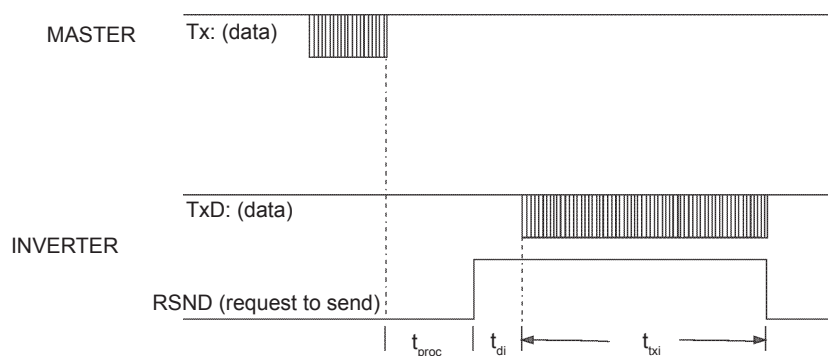 MASTER
Tx: (data)
TxD: (data)
INVERTER
RSND (request to send)
tproc
tdi
ttxi